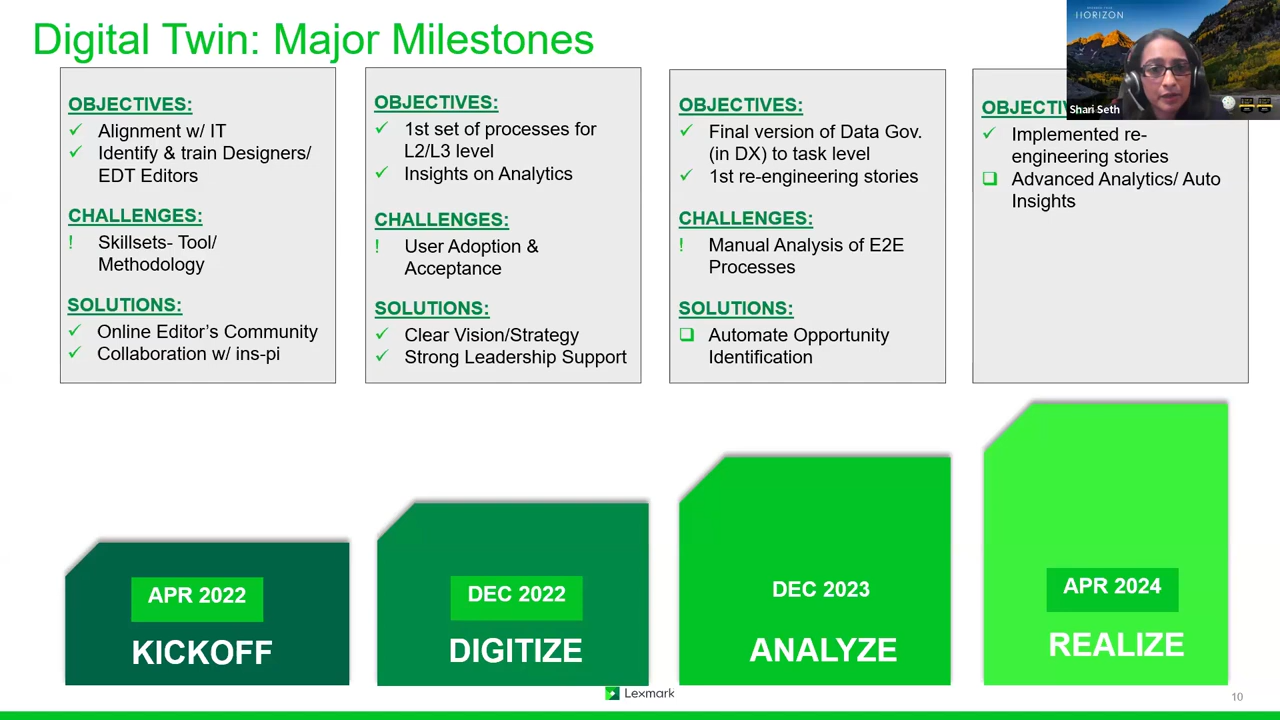 Digital Twin: Major Milestones
HORIZON
Shari Seth
OBJECTIVES:
✓ Alignment w/ IT
✓ Identify & train Designers/
EDT Editors
CHALLENGES:
! Skillsets- Tool/
Methodology
SOLUTIONS:
✓ Online Editor's Community
✓ Collaboration w/ ins-pi
OBJECTIVES:
✓ 1st set of processes for
L2/L3 level
✓ Insights on Analytics
CHALLENGES:
! User Adoption &
Acceptance
SOLUTIONS:
✓ Clear Vision/Strategy
✓ Strong Leadership Support
OBJECTIVES:
✓ Final version of Data Gov.
(in DX) to task level
✓ 1st re-engineering stories
CHALLENGES:
! Manual Analysis of E2E
Processes
SOLUTIONS:
❑ Automate Opportunity
Identification
✓ Implemented re-
engineering stories
❑ Advanced Analytics/ Auto
Insights
APR 2022
KICKOFF
DEC 2022
DIGITIZE
DEC 2023
ANALYZE
APR 2024
REALIZE
Lexmark
10